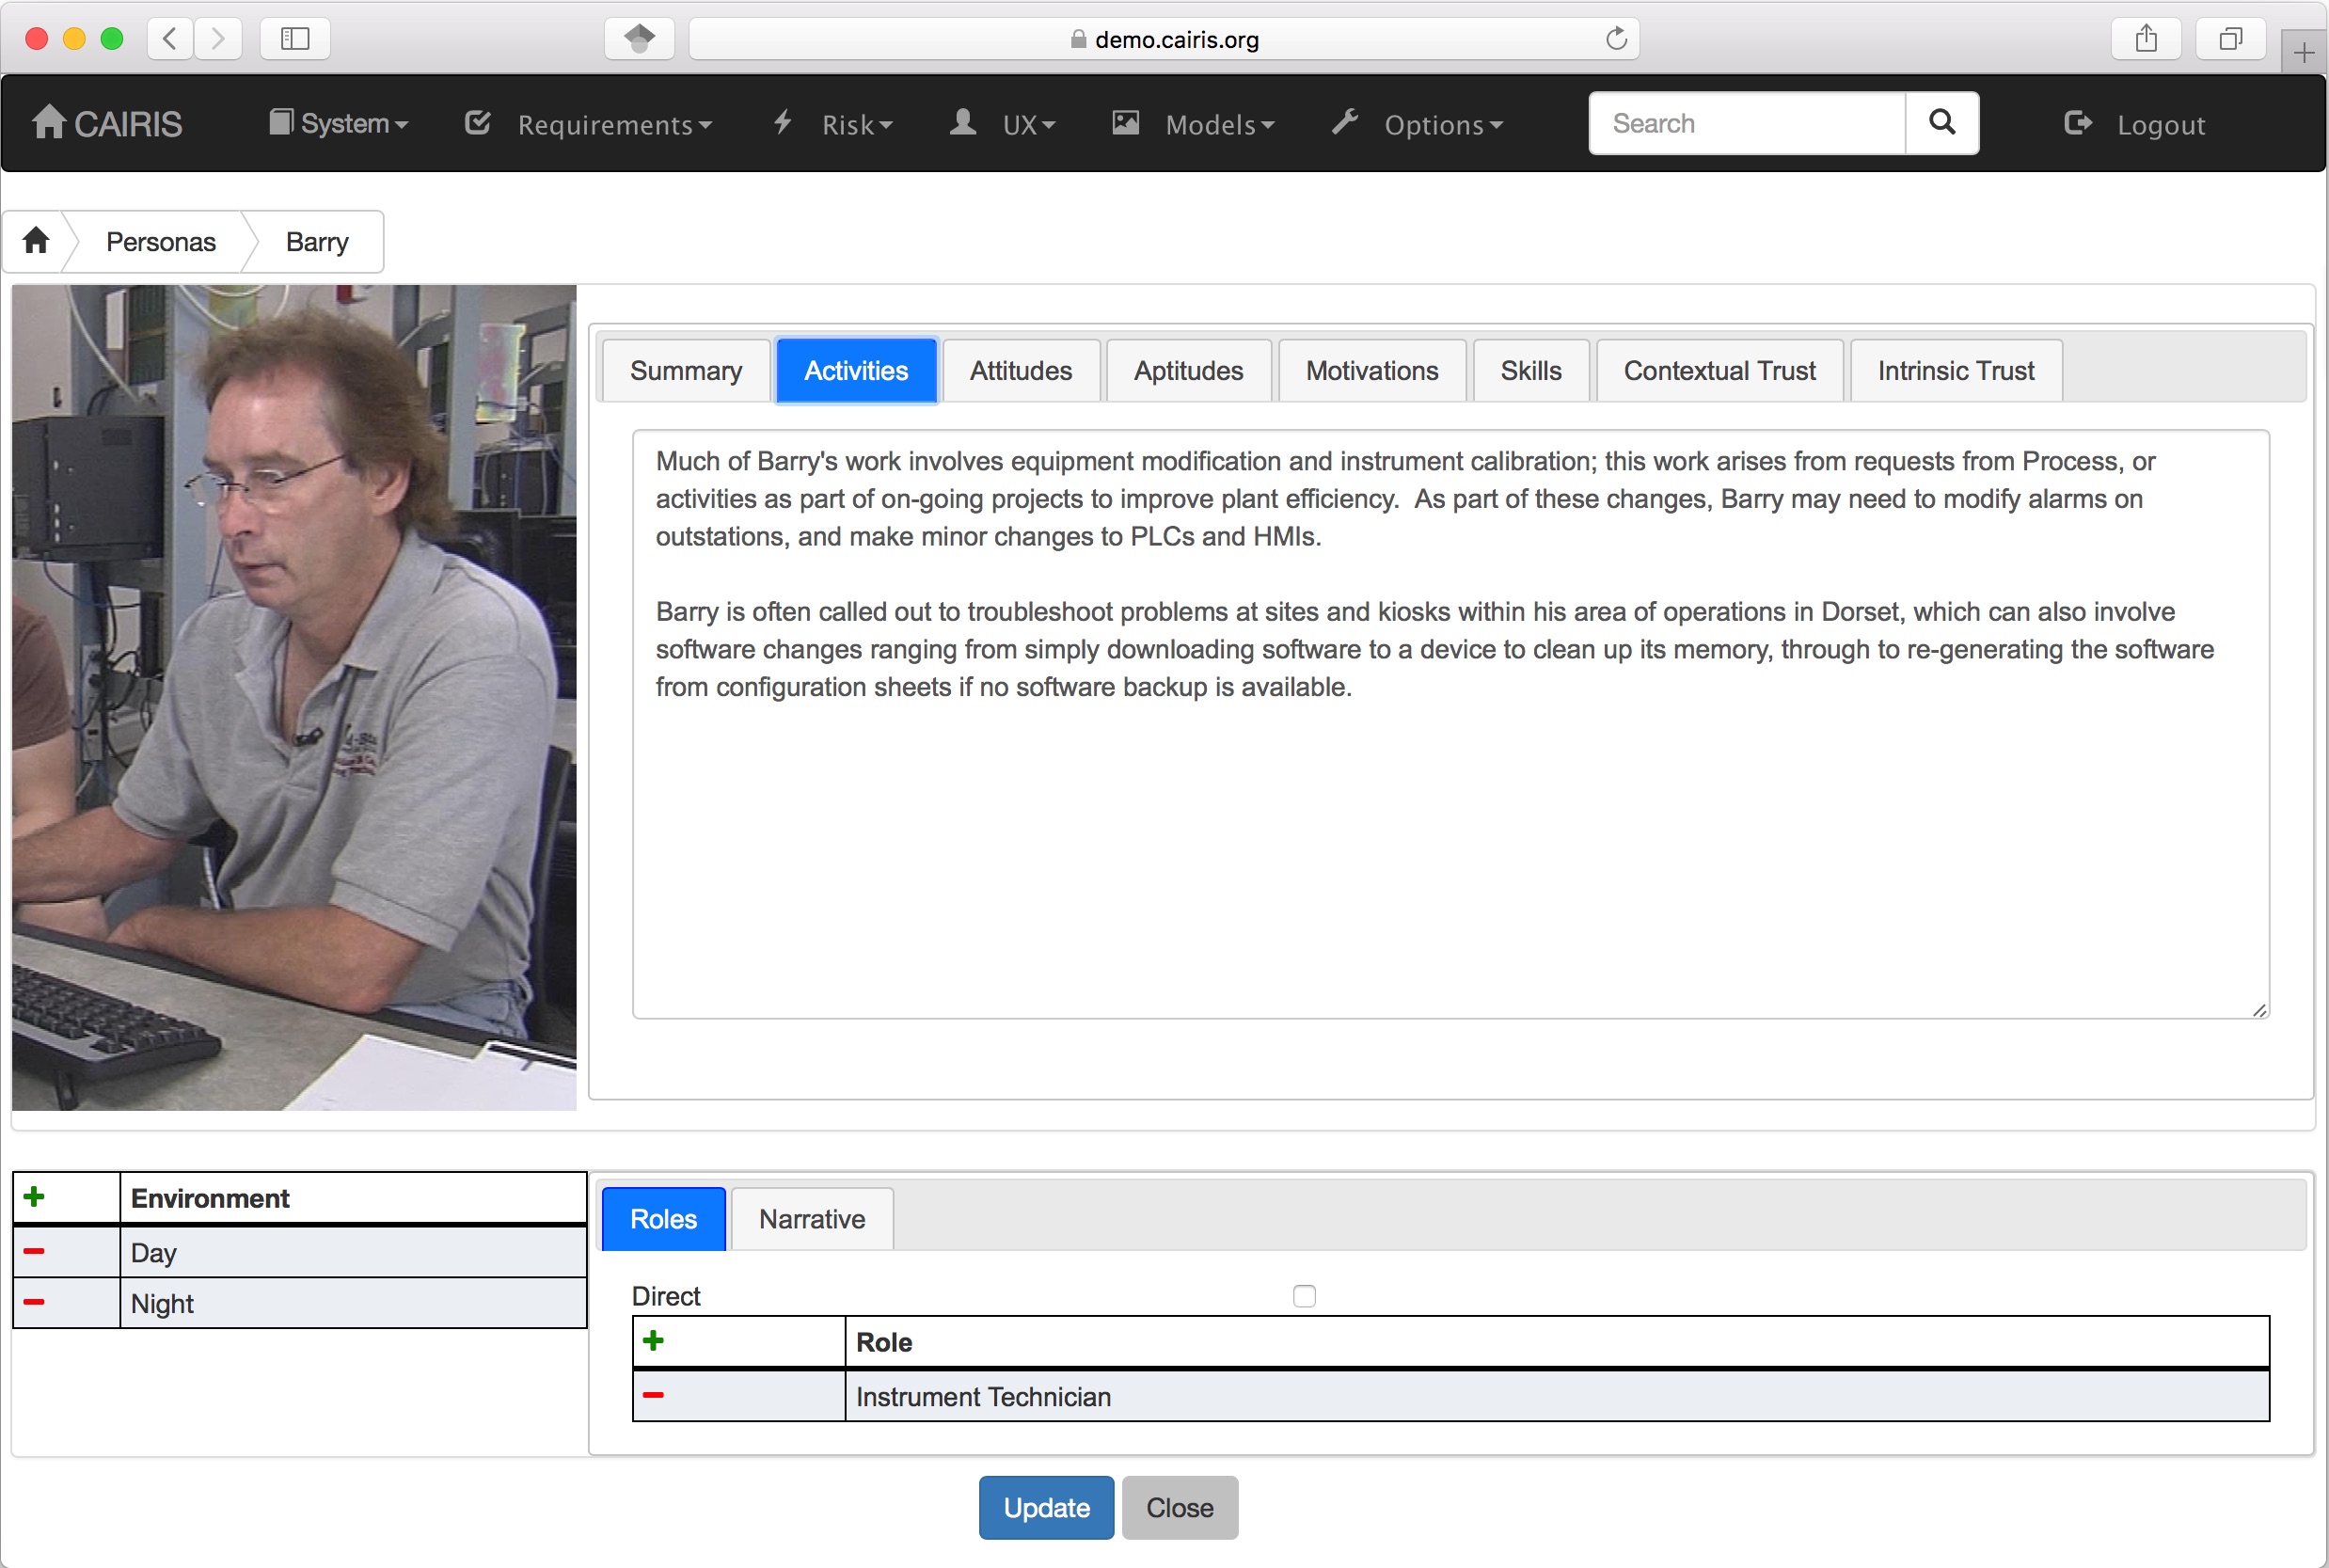 demo.cairis.org
CAIRIS System Requirements Risk UX Models Options Search Logout
Personas Barry
Summary Activities Attitudes Aptitudes Motivations Skills Contextual Trust Intrinsic Trust
Much of Barry's work involves equipment modification and instrument calibration; this work arises from requests from Process, or
activities as part of on-going projects to improve plant efficiency.  As part of these changes, Barry may need to modify alarms on
outstations, and make minor changes to PLCs and HMIs.
Barry is often called out to troubleshoot problems at sites and kiosks within his area of operations in Dorset, which can also involve
software changes ranging from simply downloading software to a device to clean up its memory, through to re-generating the software
from configuration sheets if no software backup is available.
Environment
Day
Night
Roles Narrative
Direct
Role
Instrument Technician
Update Close